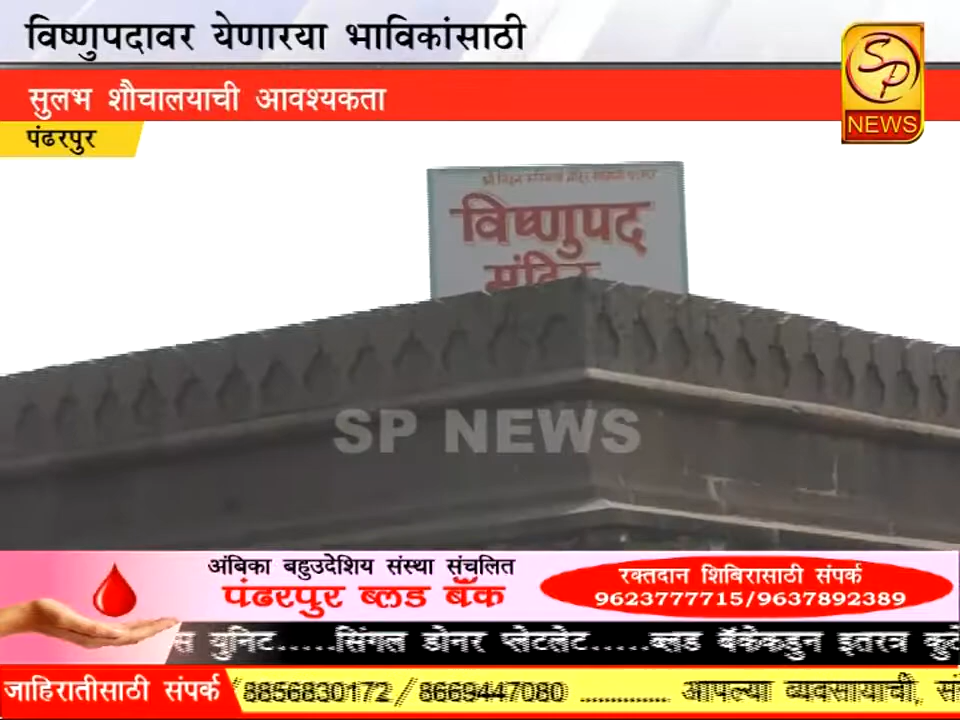 विष्णुपदावर येणारया भाविकांसाठी
सुलभ शौचालयाची आवश्यकता
पंढरपुर
SP
NEWS
विष्णुपद
मंदिर
SP NEWS
अंबिका बहुउदेशिय संस्था संचलित
पंढरपुर ब्लड बॅंक
रक्तदान शिबिरासाठी संपर्क
9623777715/9637892389
स युनिट.....सिंगल डोनर प्लेटलेट.....ब्लड बॅकेकडुन इतरत्र
जाहिरातीसाठी संपर्क 8856830172 / 8669447080 .............. आपल्या व्यवसायाची,